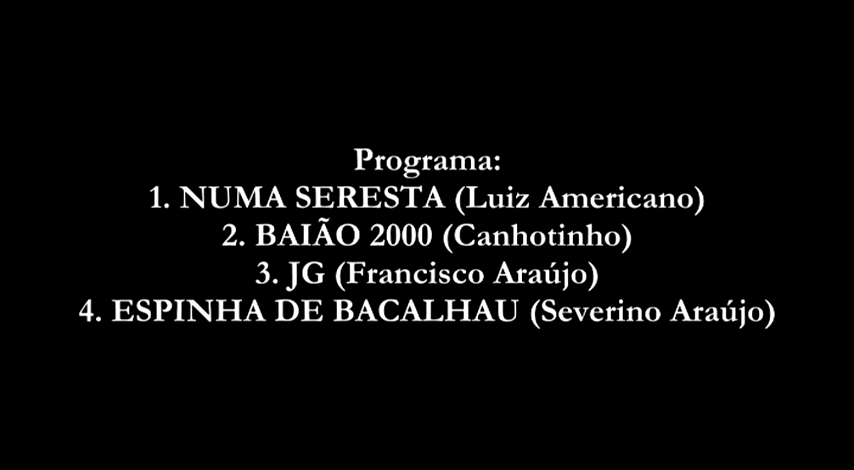 Programa:
1. NUMA SERESTA (Luiz Americano)
2. BAIÃO 2000 (Canhotinho)
3. JG (Francisco Araújo)
4. ESPINHA DE BACALHAU (Severino Araújo)